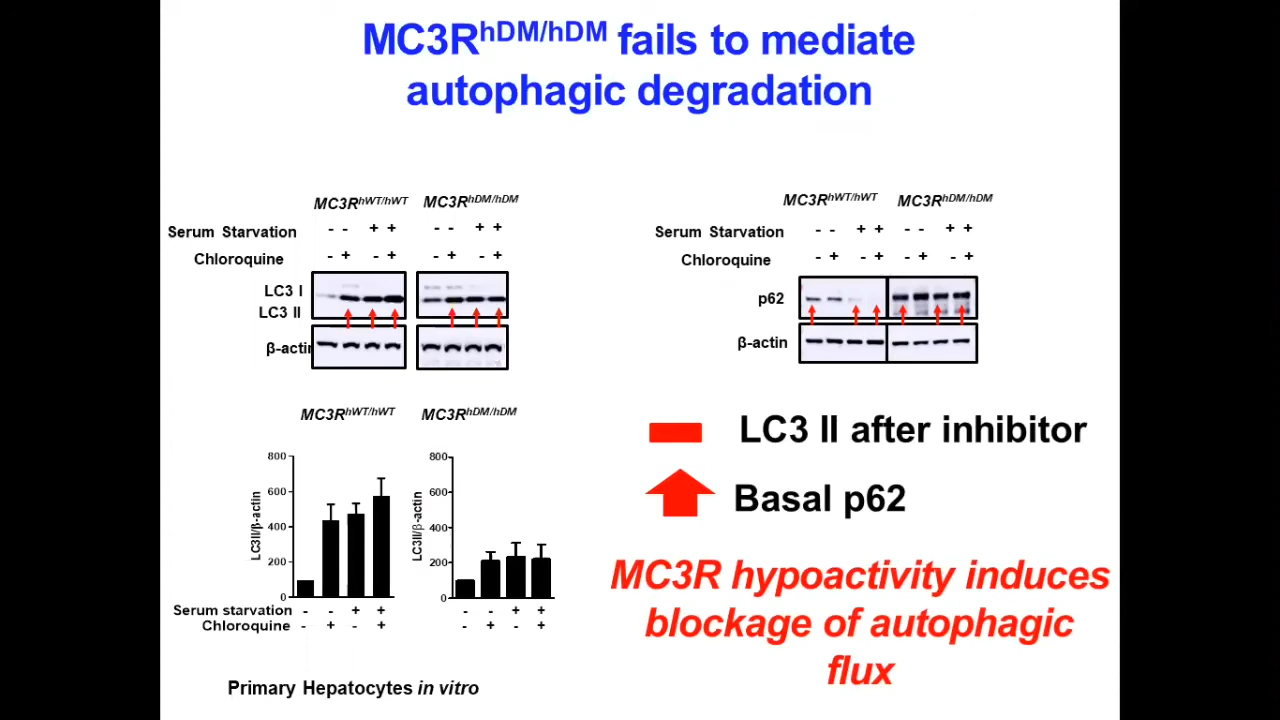 MC3RhDM/hDM fails to mediate
autophagic degradation
MC3RhWT/hWT MC3RhDM/hDM
Serum Starvation - - + + - - + +
Chloroquine - + - + - + - +
LC3 I
LC3 II
β-actin
MC3RhWT/hWT MC3RhDM/hDM
Serum Starvation - - + + - - + +
Chloroquine - + - + - + - +
p62
β-actin
MC3RhWT/hWT MC3RhDM/hDM
LC3II/β-actin
800
600
400
200
0
LC3II/β-actin
800
600
400
200
0
Serum starvation - - + + - - + +
Chloroquine - + - + - + - +
Primary Hepatocytes in vitro
LC3 II after inhibitor
Basal p62
MC3R hypoactivity induces
blockage of autophagic
flux